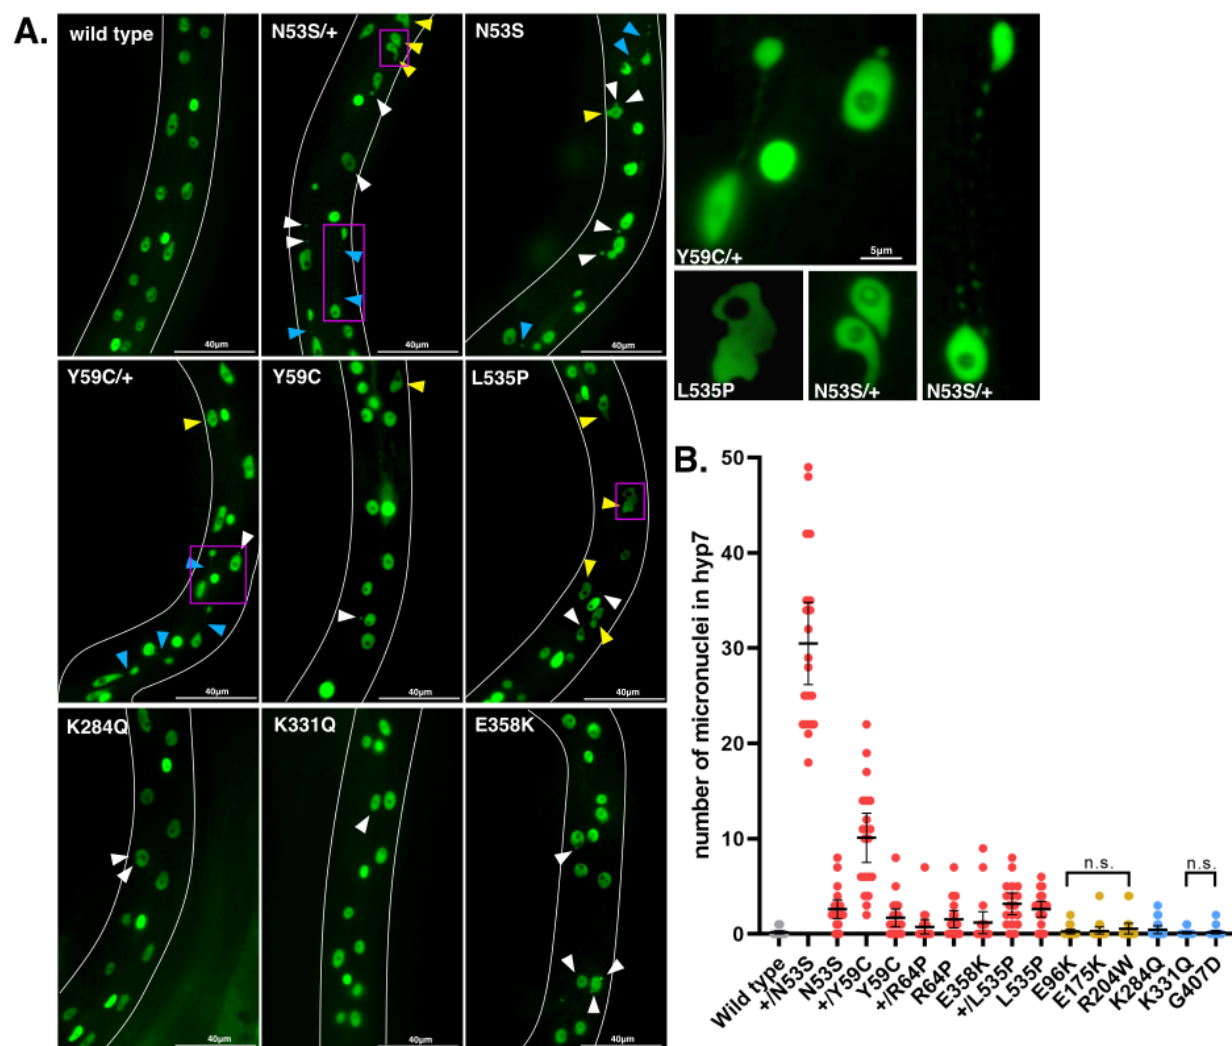 A.
wild type
40μm
N53S/+
40μm
N53S
40μm
Y59C/+
5μm
L535P
N53S/+
N53S/+
Y59C/+
40μm
Y59C
40μm
L535P
40μm
K284Q
40μm
K331Q
40μm
E358K
40μm
B.
number of micronuclei in hyp7
50
40
30
20
10
0
n.s.
n.s.
Wild type
+/N53S
N53S
+/Y59C
Y59C
+/R64P
R64P
E358K
+/L535P
L535P
E96K
E175K
R204W
K284Q
K331Q
G407D